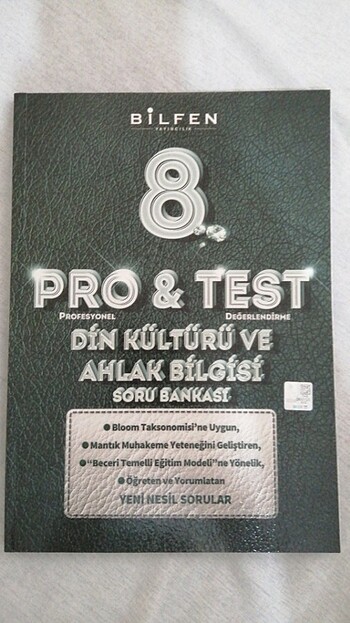 BİLFEN
YAYINCILIK
8.
PRO & TEST
PROFESYONEL DEĞERLENDİRME
DİN KÜLTÜRÜ VE
AHLAK BİLGİSİ
SORU BANKASI
● Bloom Taksonomisi'ne Uygun,
● Mantık Muhakeme Yeteneğini Geliştiren,
● "Beceri Temelli Eğitim Modeli"ne Yönelik,
● Öğreten ve Yorumlatan
YENİ NESİL SORULAR